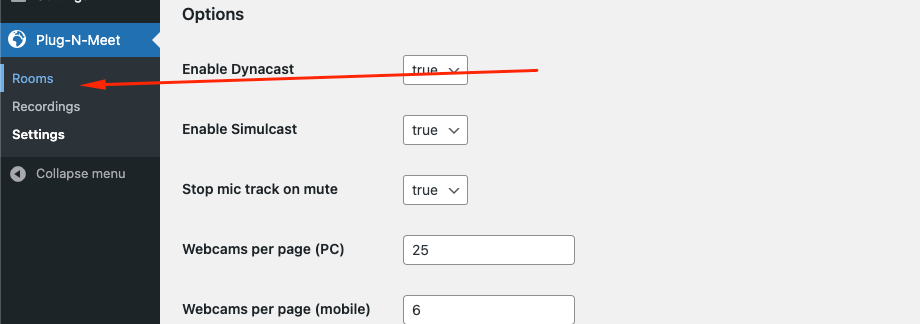 Plug-N-Meet
Rooms
Recordings
Settings
Collapse menu
Options
Enable Dynacast
true
Enable Simulcast
true
Stop mic track on mute
true
Webcams per page (PC)
25
Webcams per page (mobile)
6